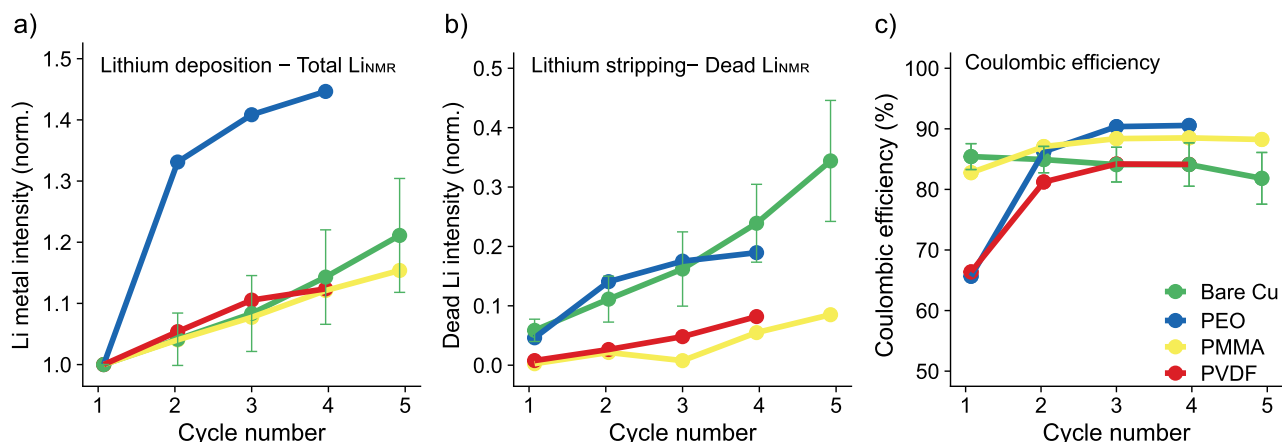 a)
Lithium deposition – Total LiNMR
Li metal intensity (norm.)
1.5
1.4
1.3
1.2
1.1
1.0
1 2 3 4 5
Cycle number
b)
Lithium stripping– Dead LiNMR
Dead Li intensity (norm.)
0.5
0.4
0.3
0.2
0.1
0.0
1 2 3 4 5
Cycle number
c)
Coulombic efficiency
Coulombic efficiency (%)
100
90
80
70
60
50
1 2 3 4 5
Cycle number
Bare Cu
PEO
PMMA
PVDF